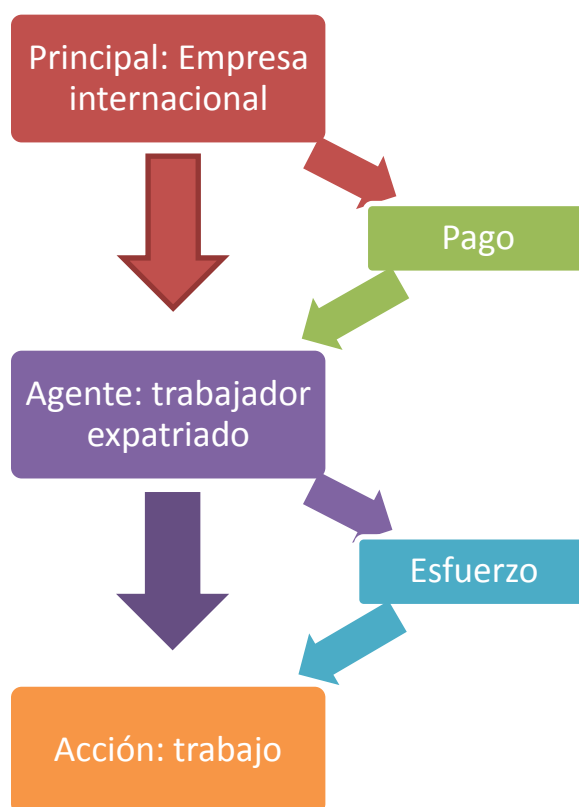 Principal: Empresa
internacional
Pago
Agente: trabajador
expatriado
Esfuerzo
Acción: trabajo